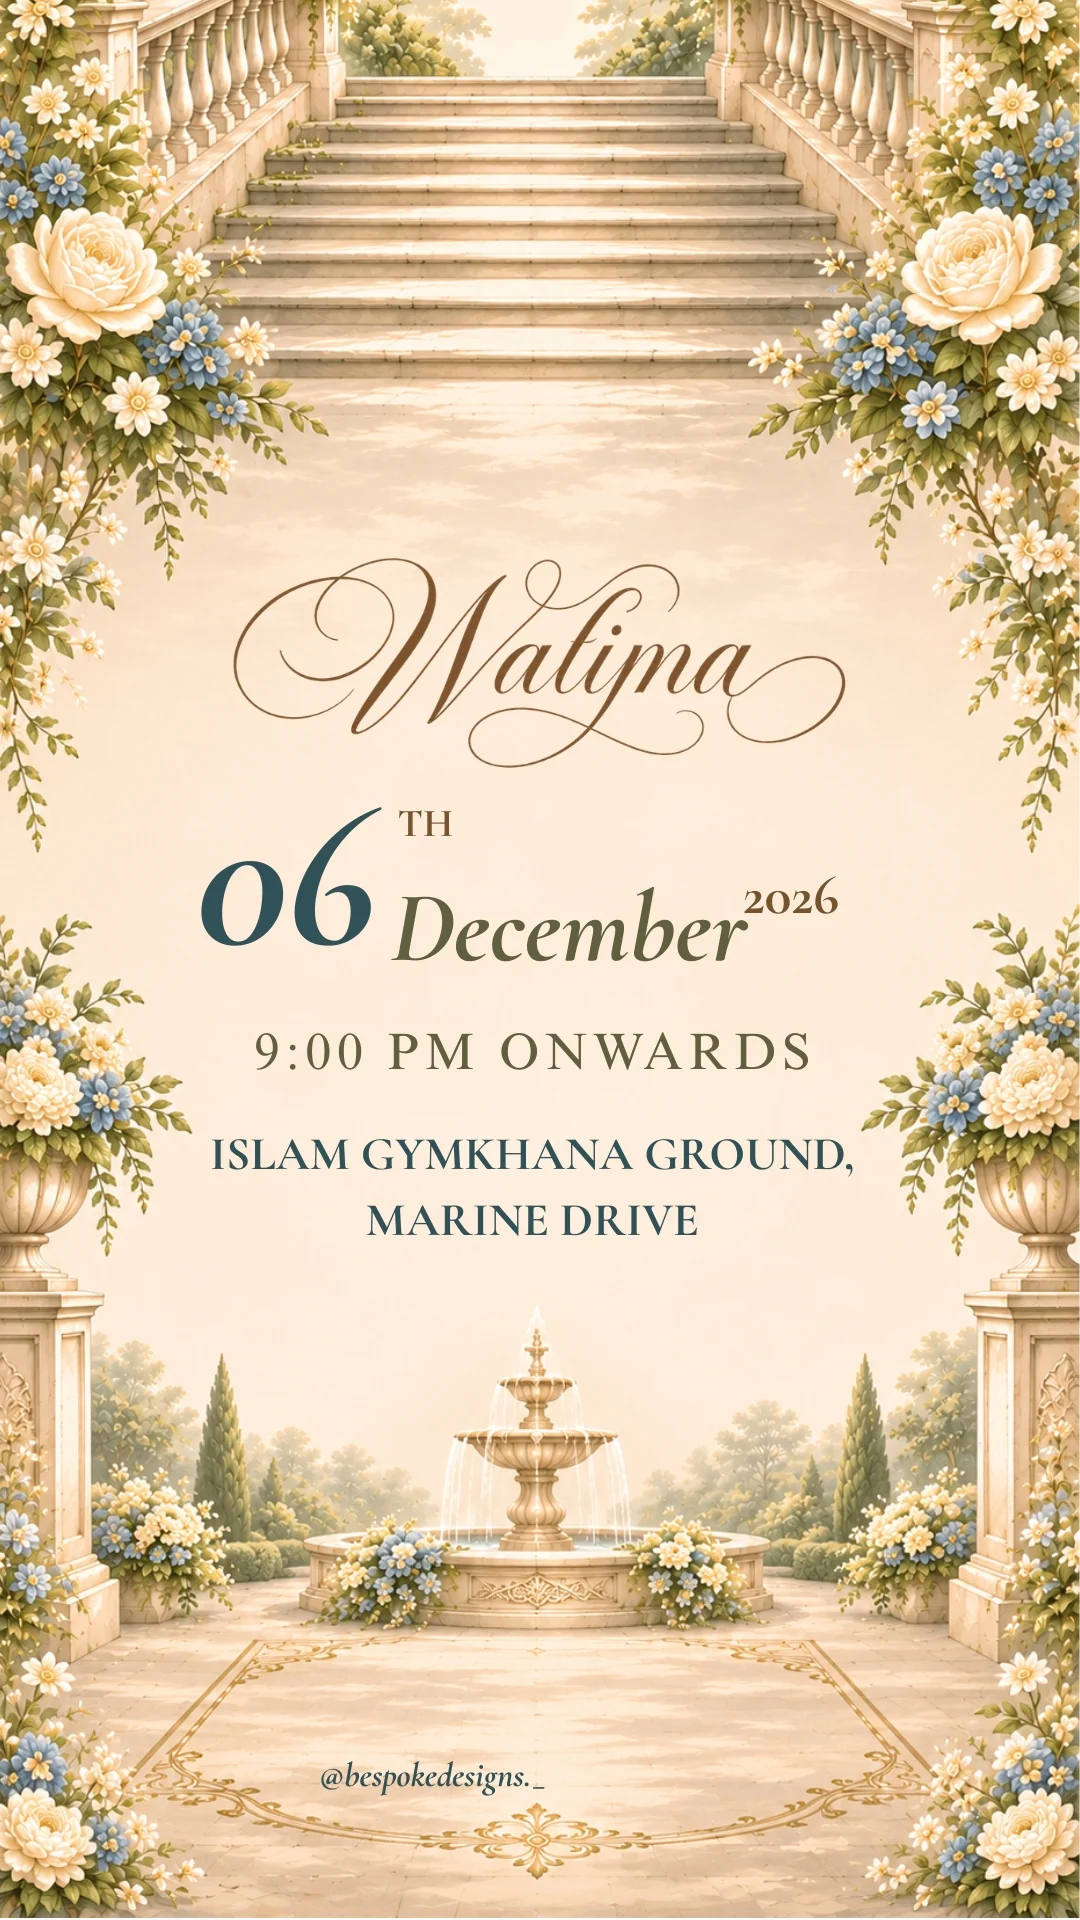 Walima
06 TH
December 2026
9:00 PM ONWARDS
ISLAM GYMKHANA GROUND,
MARINE DRIVE
@bespokedesigns._